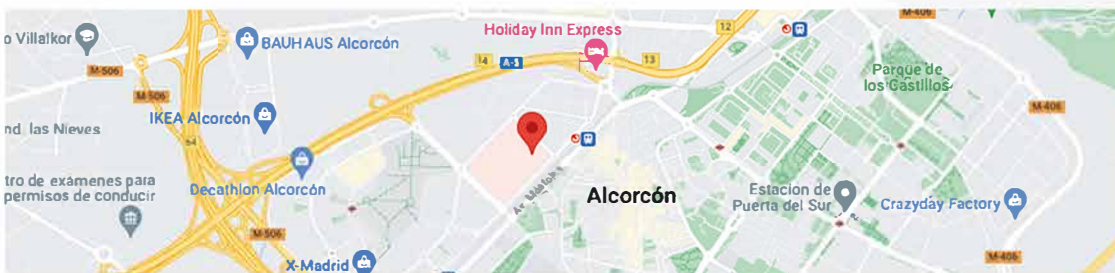 M-406
12
Holiday Inn Express
o Villalkor
BAUHAUS Alcorcón
14
13
M-506
Parque de
los Castillos
M-506
M-406
IKEA Alcorcón
nd. las Nieves
tro de exámenes para
permisos de conducir
Decathlon Alcorcón
Alcorcón
Estacion de
Puerta del Sur
Crazyday Factory
M-506
X-Madrid
M-406